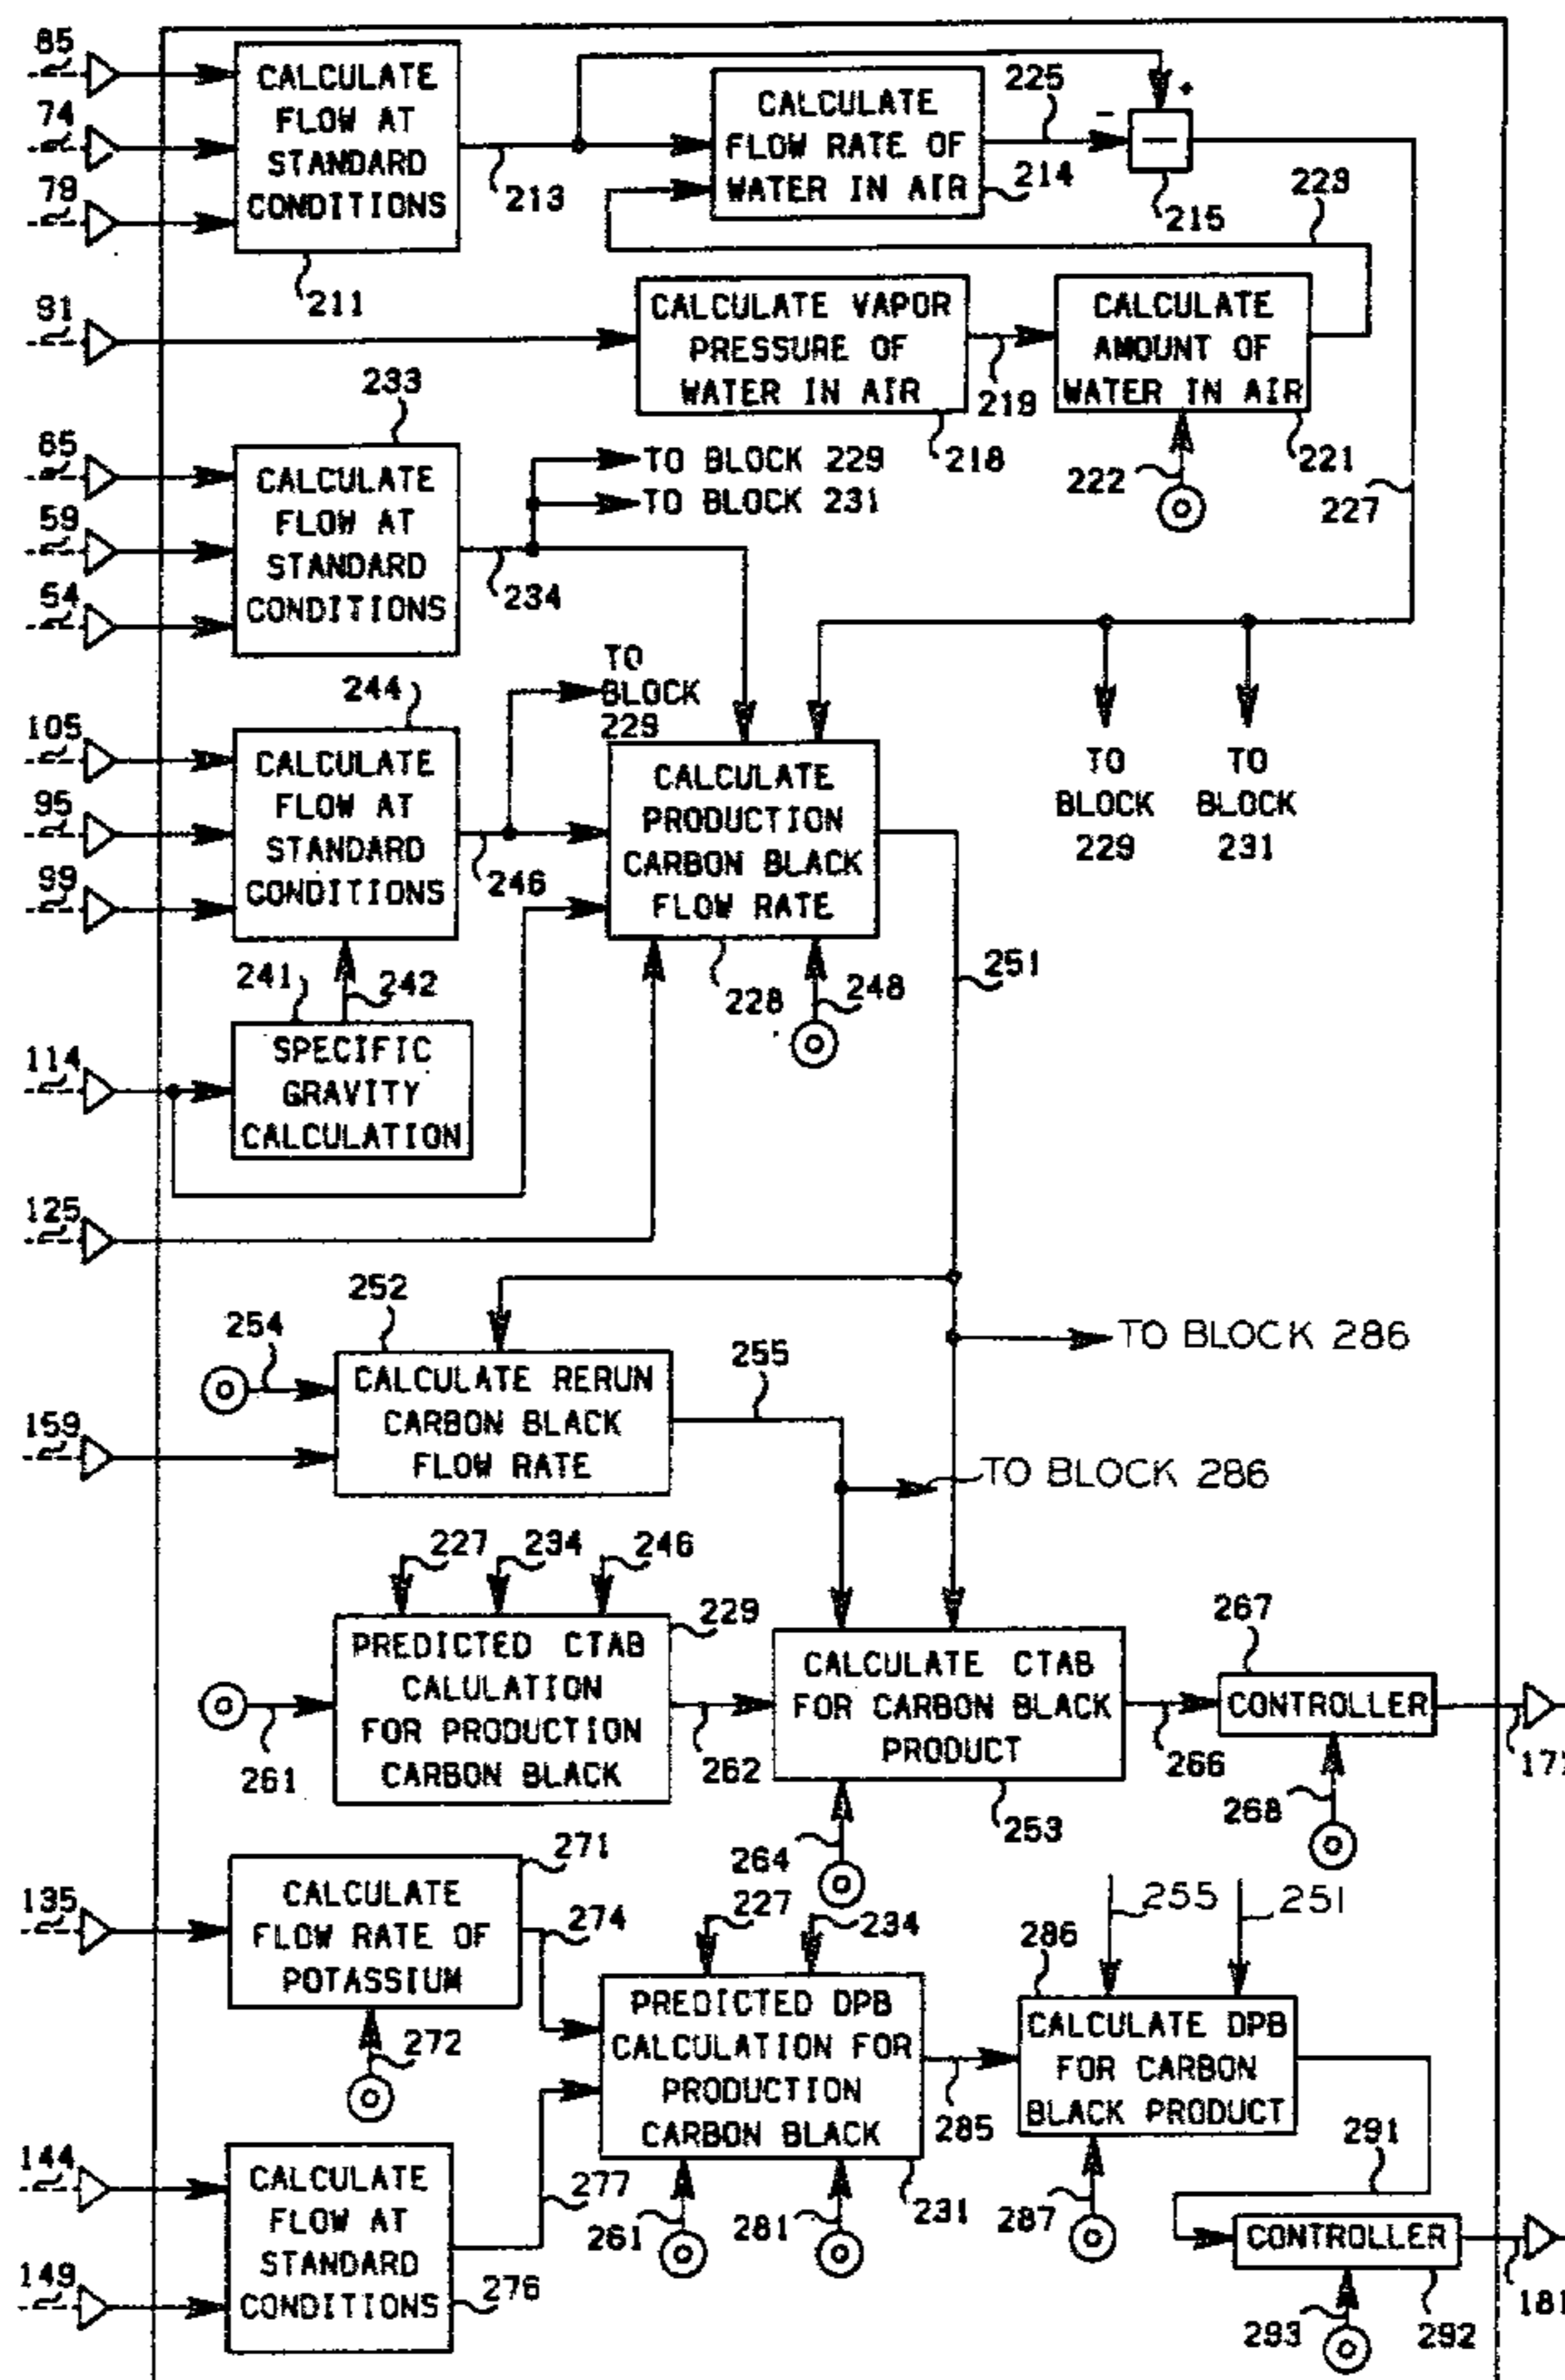 85
CALCULATE
FLOW AT
STANDARD
CONDITIONS
74
79
211
213
CALCULATE
FLOW RATE OF
WATER IN AIR
225
214
-
+
215
223
91
CALCULATE VAPOR
PRESSURE OF
WATER IN AIR
219
218
CALCULATE
AMOUNT OF
WATER IN AIR
221
222
227
233
65
59
54
CALCULATE
FLOW AT
STANDARD
CONDITIONS
234
TO BLOCK 229
TO BLOCK 231
244
105
95
99
CALCULATE
FLOW AT
STANDARD
CONDITIONS
246
TO
BLOCK
229
CALCULATE
PRODUCTION
CARBON BLACK
FLOW RATE
228
248
TO
BLOCK
229
TO
BLOCK
231
251
241
242
114
SPECIFIC
GRAVITY
CALCULATION
125
252
254
159
CALCULATE RERUN
CARBON BLACK
FLOW RATE
255
TO BLOCK 286
TO BLOCK 286
227
234
246
229
PREDICTED CTAB
CALULATION
FOR PRODUCTION
CARBON BLACK
261
262
CALCULATE CTAB
FOR CARBON BLACK
PRODUCT
264
253
266
267
CONTROLLER
268
271
135
CALCULATE
FLOW RATE OF
POTASSIUM
274
272
227
234
PREDICTED DPB
CALCULATION FOR
PRODUCTION
CARBON BLACK
231
261
281
285
255
251
286
CALCULATE DPB
FOR CARBON
BLACK PRODUCT
287
291
144
149
CALCULATE
FLOW AT
STANDARD
CONDITIONS
277
276
CONTROLLER
293
292
181